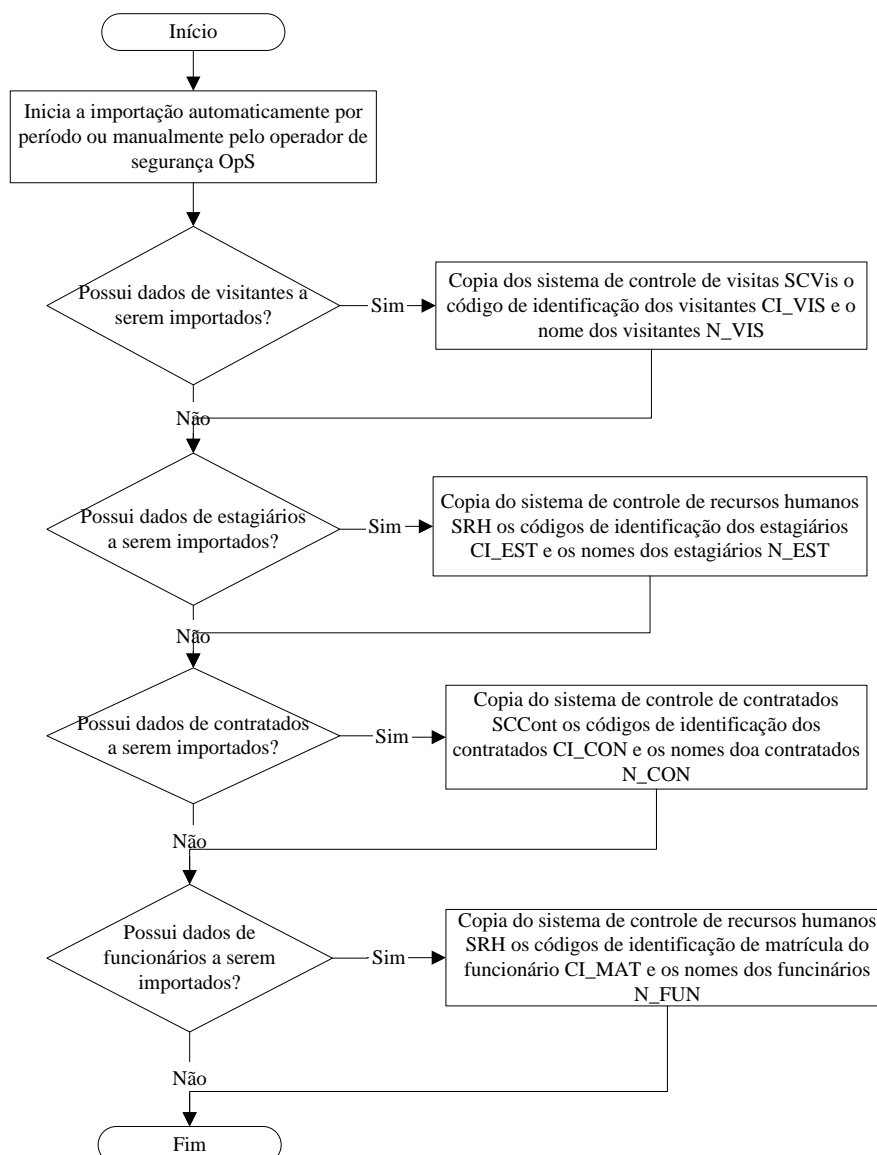 Início
Inicia a importação automaticamente por
período ou manualmente pelo operador de
segurança OpS
Possui dados de visitantes a
serem importados?
Sim
Copia dos sistema de controle de visitas SCVis o
código de identificação dos visitantes CI_VIS e o
nome dos visitantes N_VIS
Não
Possui dados de estagiários
a serem importados?
Sim
Copia do sistema de controle de recursos humanos
SRH os códigos de identificação dos estagiários
CI_EST e os nomes dos estagiários N_EST
Não
Possui dados de contratados
a serem importados?
Sim
Copia do sistema de controle de contratados
SCCont os códigos de identificação dos
contratados CI_CON e os nomes doa contratados
N_CON
Não
Possui dados de
funcionários a serem
importados?
Sim
Copia do sistema de controle de recursos humanos
SRH os códigos de identificação de matrícula do
funcionário CI_MAT e os nomes dos funcinários
N_FUN
Não
Fim